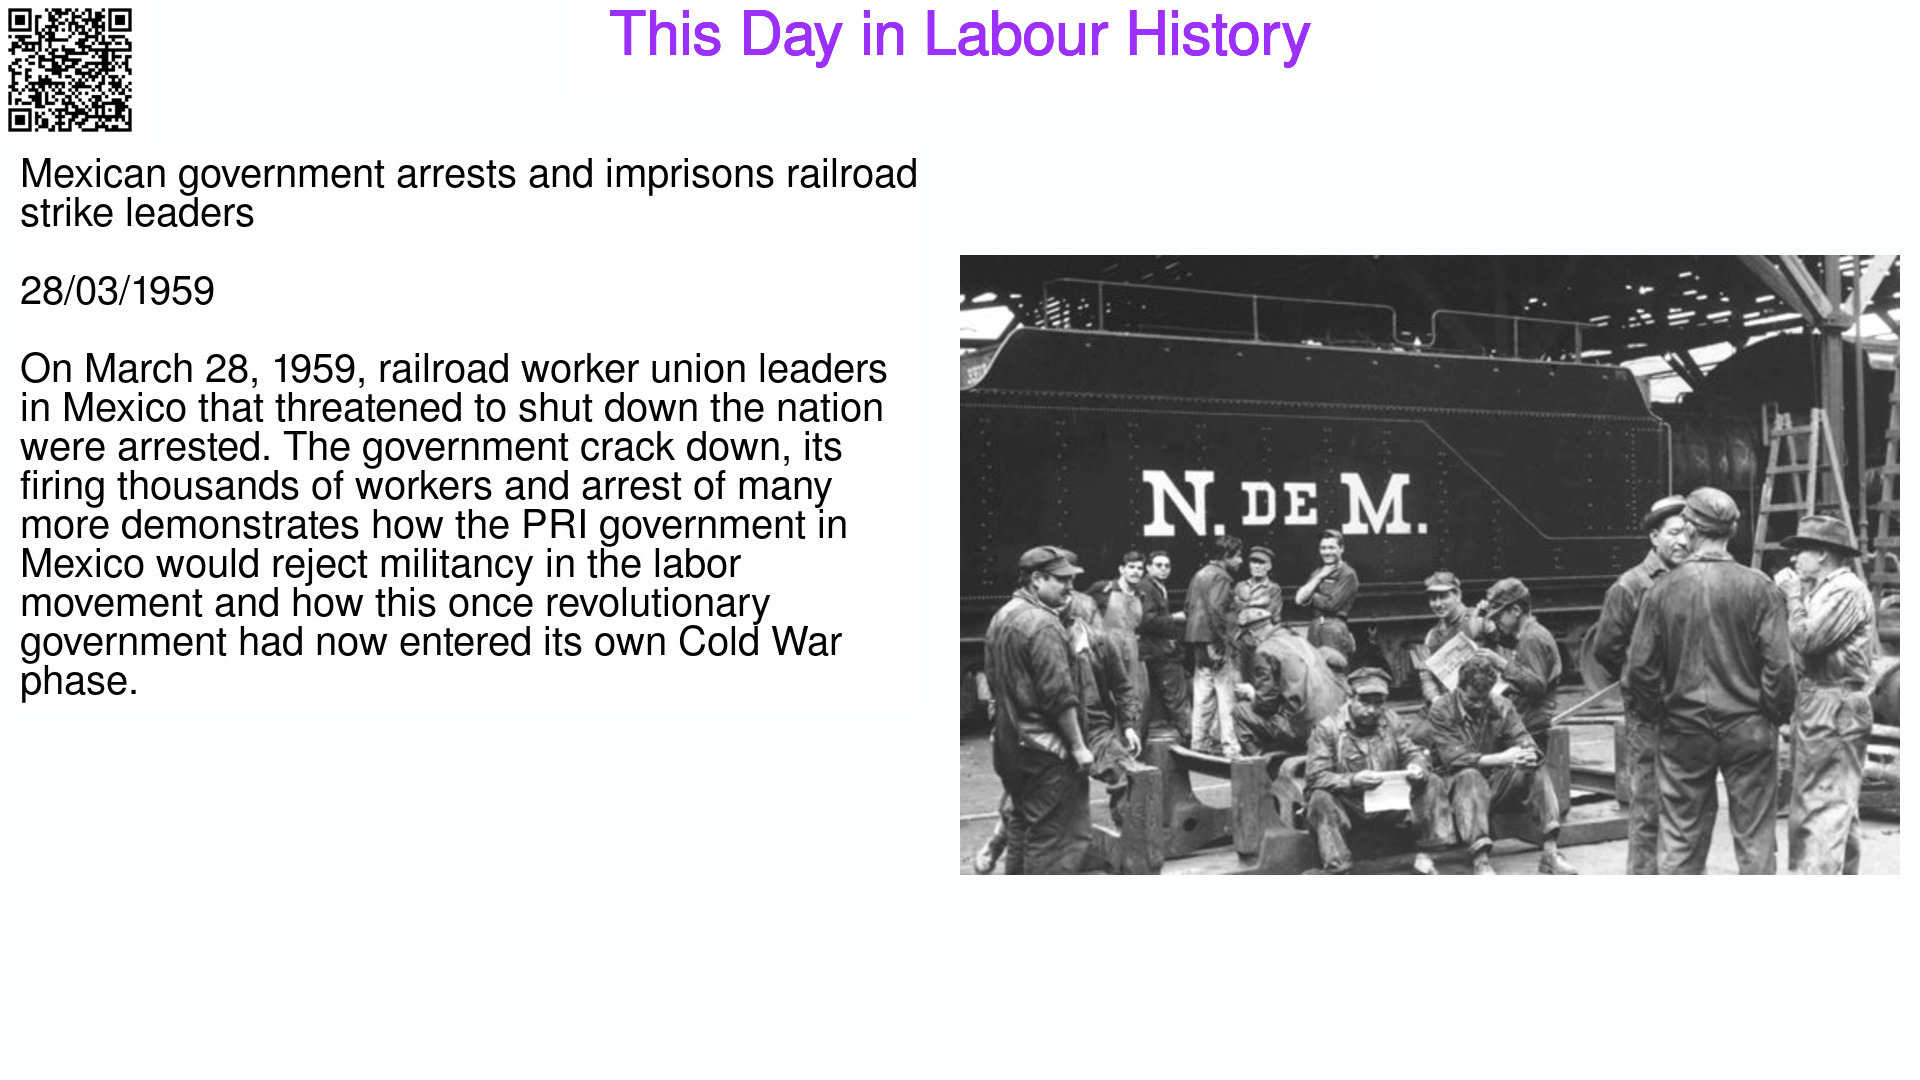 This Day in Labour History
Mexican government arrests and imprisons railroad
strike leaders
28/03/1959
On March 28, 1959, railroad worker union leaders
in Mexico that threatened to shut down the nation
were arrested. The government crack down, its
firing thousands of workers and arrest of many
more demonstrates how the PRI government in
Mexico would reject militancy in the labor
movement and how this once revolutionary
government had now entered its own Cold War
phase.
N. DE M.